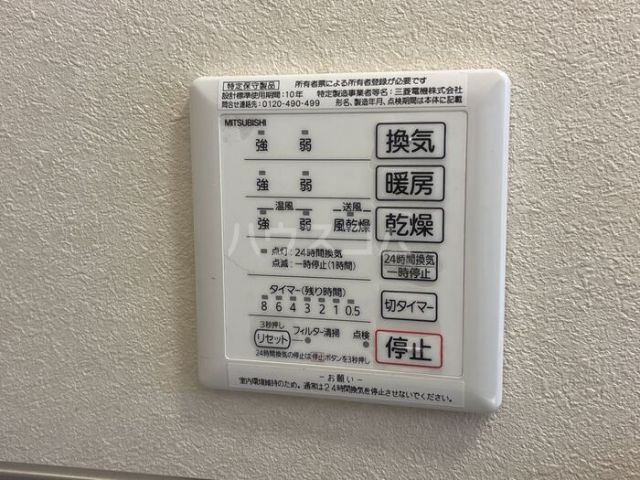 特定保守製品 所有者票による所有者登録が必要です
設計標準使用期間:10年 特定製造事業者等名:三菱電機株式会社
問合せ連絡先:0120-490-499 形名、製造年月、点検期間は本体に記載
MITSUBISHI
強 弱 換気
強 弱 暖房
温風 送風
強 弱 風乾燥 乾燥
点灯:24時間換気
点滅:一時停止(1時間)
24時間換気
一時停止
タイマー(残り時間)
8 6 4 3 2 1 0.5
切タイマー
3秒押し
リセット フィルター清掃 点検
停止
24時間換気の停止は停止ボタンを3秒押し
-お願い-
室内環境維持のため、通常は24時間換気を停止させないでください。
ハウスコム